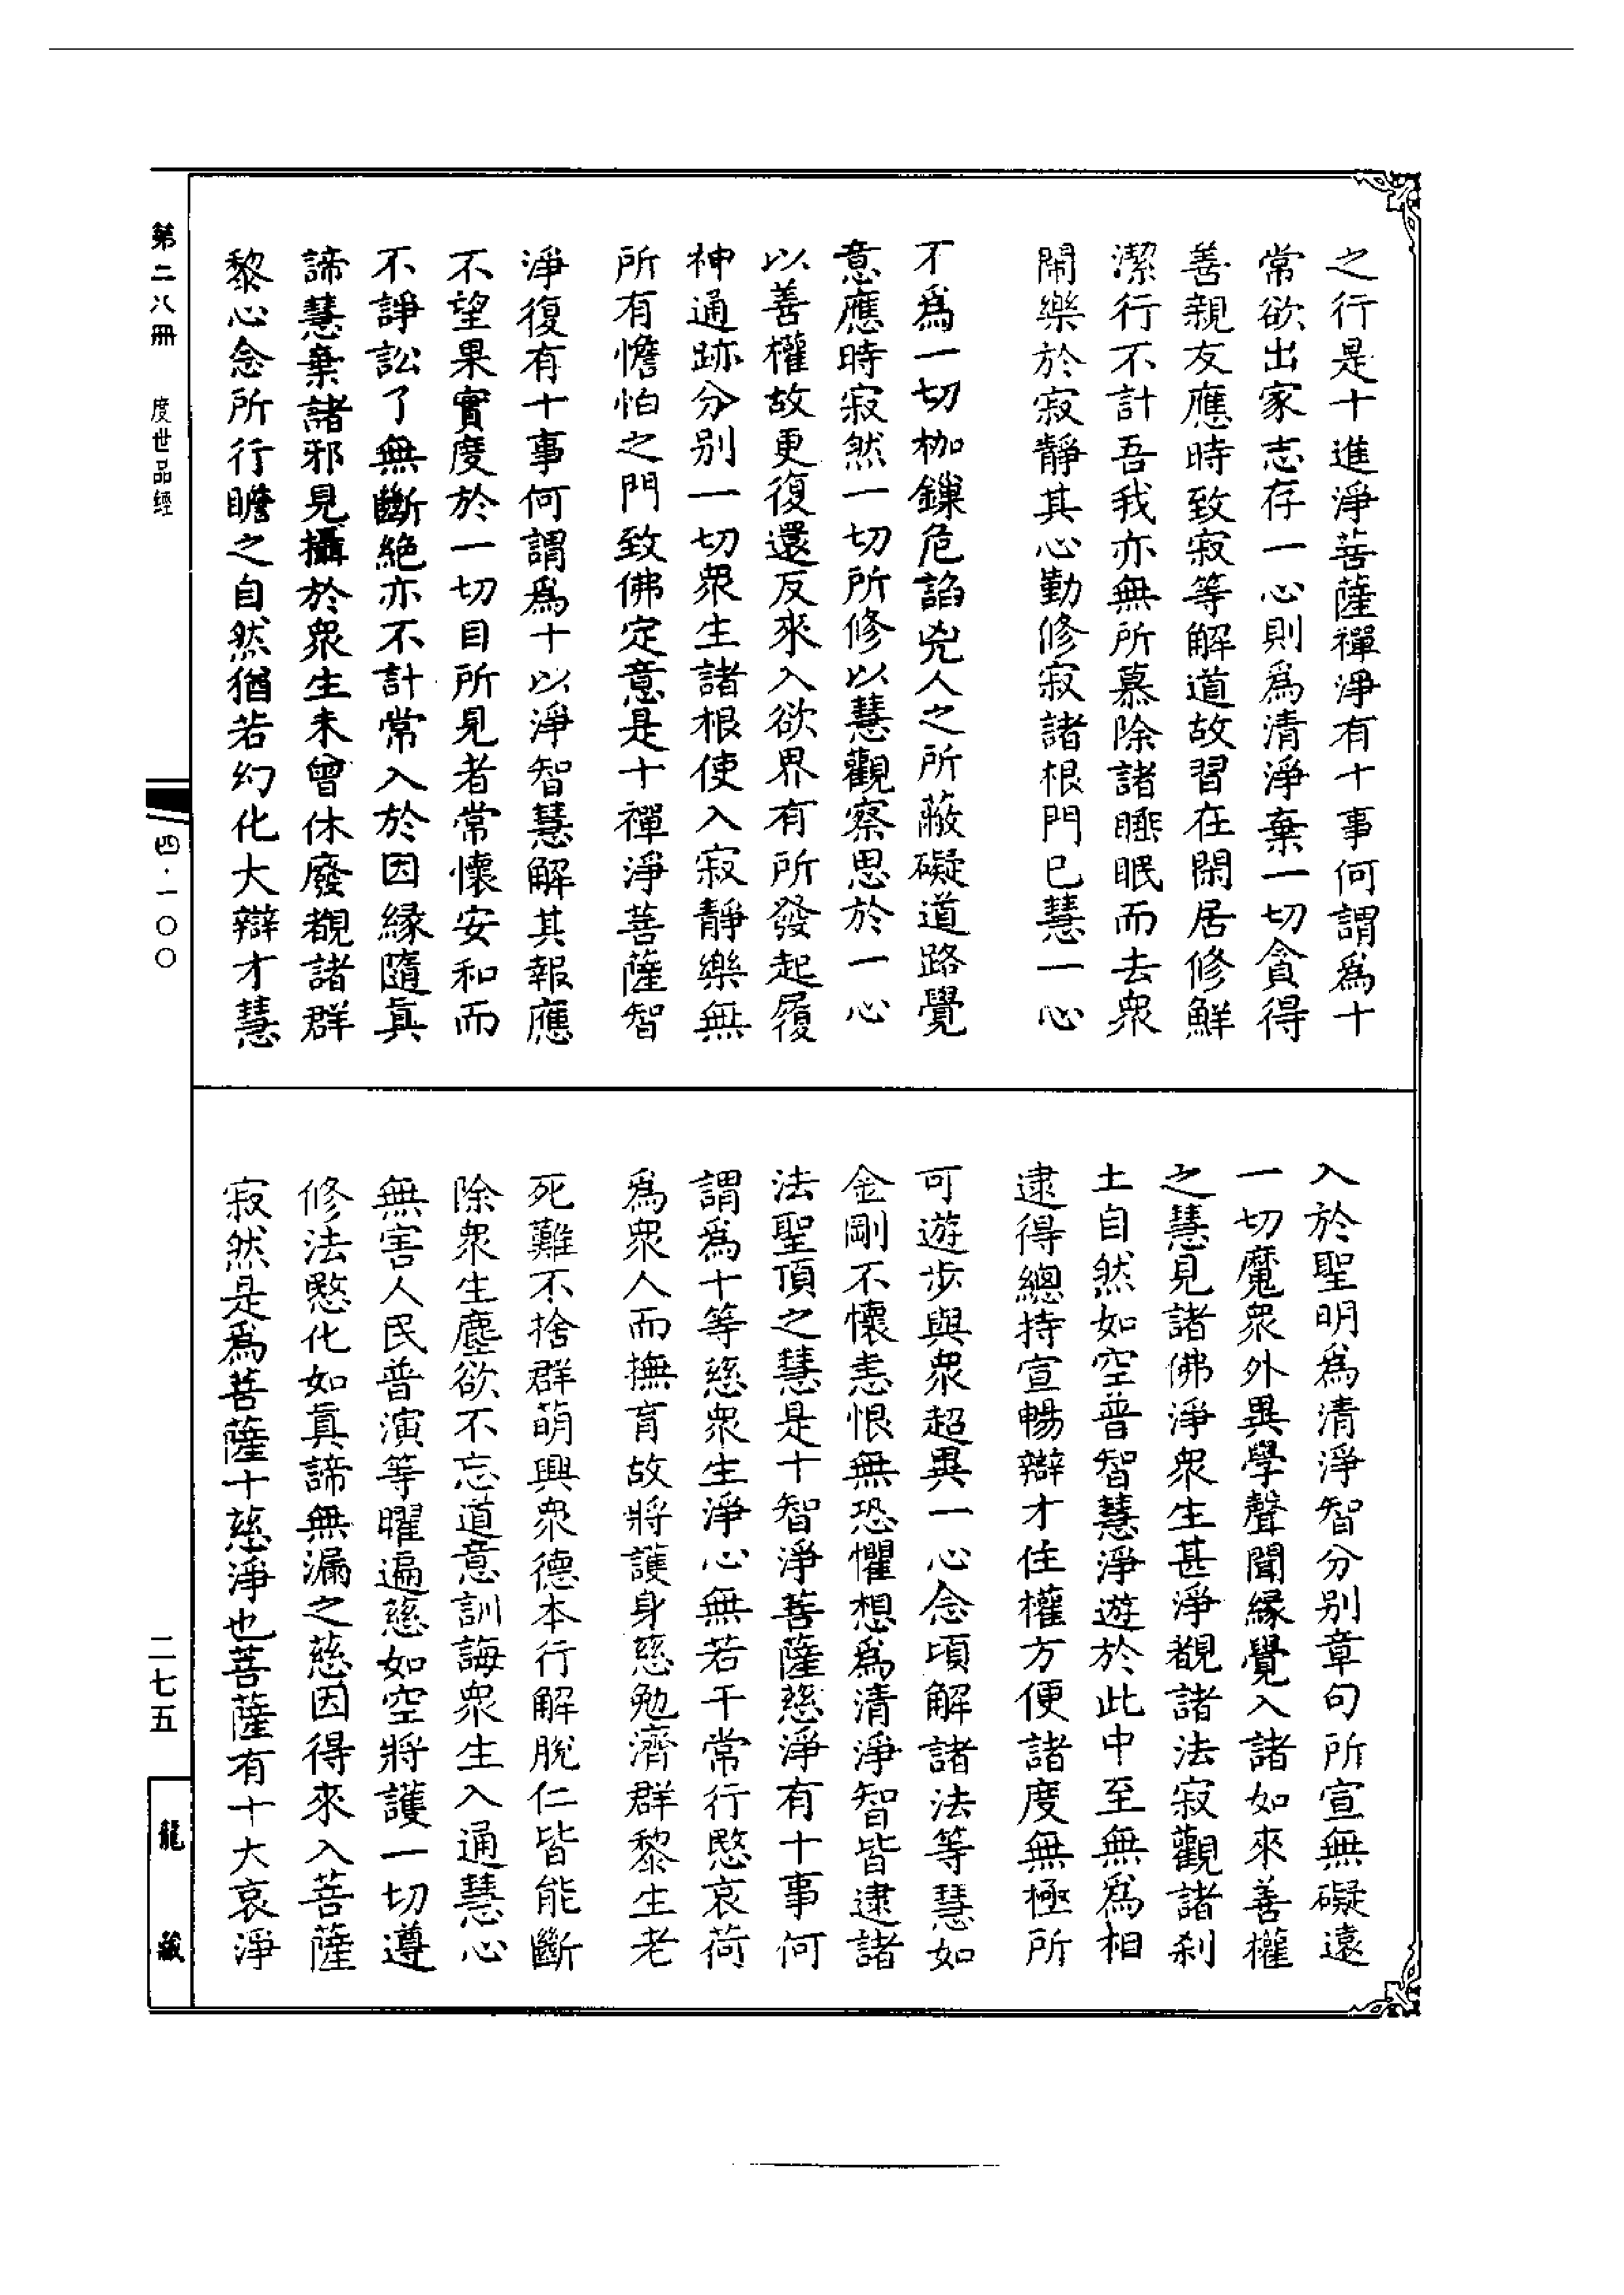 之行是十進淨菩薩禪淨有十事何謂爲十
常欲出家志存一心則爲清淨棄一切貪得
善親友應時致寂等解道故習在閑居修鮮
潔行不計吾我亦無所慕除諸睡眠而去衆
閙樂於寂靜其心勤修寂諸根門已慧一心
不爲一切枷鏁危諂兇人之所蔽礙道路覺
意應時寂然一切所修以慧觀察思於一心
以善權故更復還反來入欲界有所發起履
神通跡分別一切衆生諸根使入寂靜樂無
所有憺怕之門致佛定意是十禪淨菩薩智
淨復有十事何謂爲十以淨智慧解其報應
不望果實度於一切目所見者常懷安和而
不諍訟了無斷絶亦不計常入於因縁隨眞
諦慧棄諸邪見攝於衆生未曾休廢覩諸群
黎心念所行瞻之自然猶若幻化大辯才慧
入於聖明爲清淨智分別章句所宣無礙遠
一切魔衆外異學聲聞縁覺入諸如來善權
之慧見諸佛淨衆生甚淨覩諸法寂觀諸刹
土自然如空普智慧淨遊於此中至無爲相
逮得總持宣暢辯才住權方便諸度無極所
可遊步與衆超異一心念頃解諸法等慧如
金剛不懷恚恨無恐懼想爲清淨智皆逮諸
法聖頂之慧是十智淨菩薩慈淨有十事何
謂爲十等慈衆生淨心無若干常行愍哀荷
爲衆人而撫育故將護身慈勉濟群黎生老
死難不捨群萌興衆德本行解脫仁皆能斷
除衆生塵欲不忘道意訓誨衆生入通慧心
無害人民普演等曜遍慈如空將護一切遵
修法愍化如眞諦無漏之慈因得來入菩薩
寂然是爲菩薩十慈淨也菩薩有十大哀淨
第二八冊 度世品經
四·一〇〇
二七五
龍藏